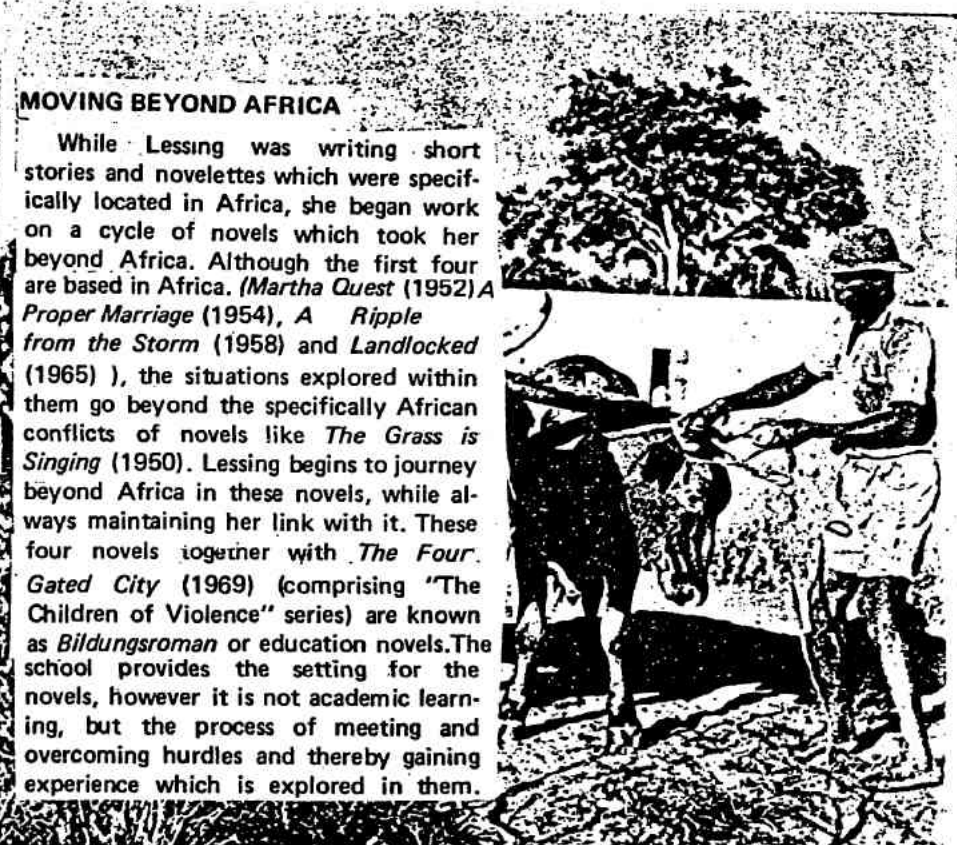 MOVING BEYOND AFRICA
While Lessing was writing short
stories and novelettes which were specif-
ically located in Africa, she began work
on a cycle of novels which took her
beyond Africa. Although the first four
are based in Africa. (Martha Quest (1952) A
Proper Marriage (1954), A Ripple
from the Storm (1958) and Landlocked
(1965) ), the situations explored within
them go beyond the specifically African
conflicts of novels like The Grass is
Singing (1950). Lessing begins to journey
beyond Africa in these novels, while al-
ways maintaining her link with it. These
four novels together with The Four
Gated City (1969) (comprising "The
Children of Violence" series) are known
as Bildungsroman or education novels.The
school provides the setting for the
novels, however it is not academic learn-
ing, but the process of meeting and
overcoming hurdles and thereby gaining
experience which is explored in them.